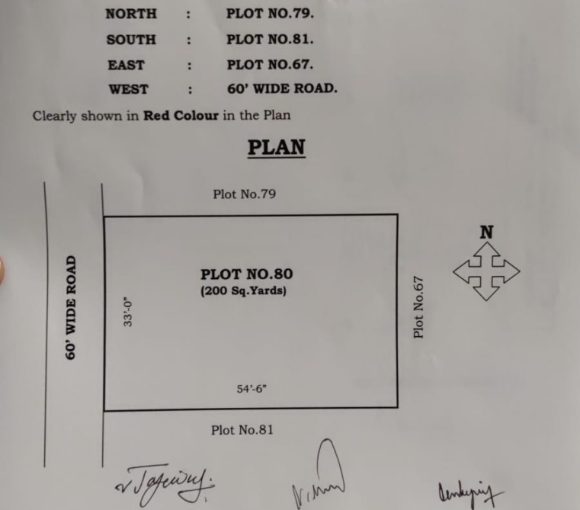 NORTH : PLOT NO.79.
SOUTH : PLOT NO.81.
EAST : PLOT NO.67.
WEST : 60' WIDE ROAD.
Clearly shown in Red Colour in the Plan
PLAN
Plot No.79
N
PLOT NO.80
(200 Sq.Yards)
60' WIDE ROAD
33'-0"
Plot No.67
54'-6"
Plot No.81